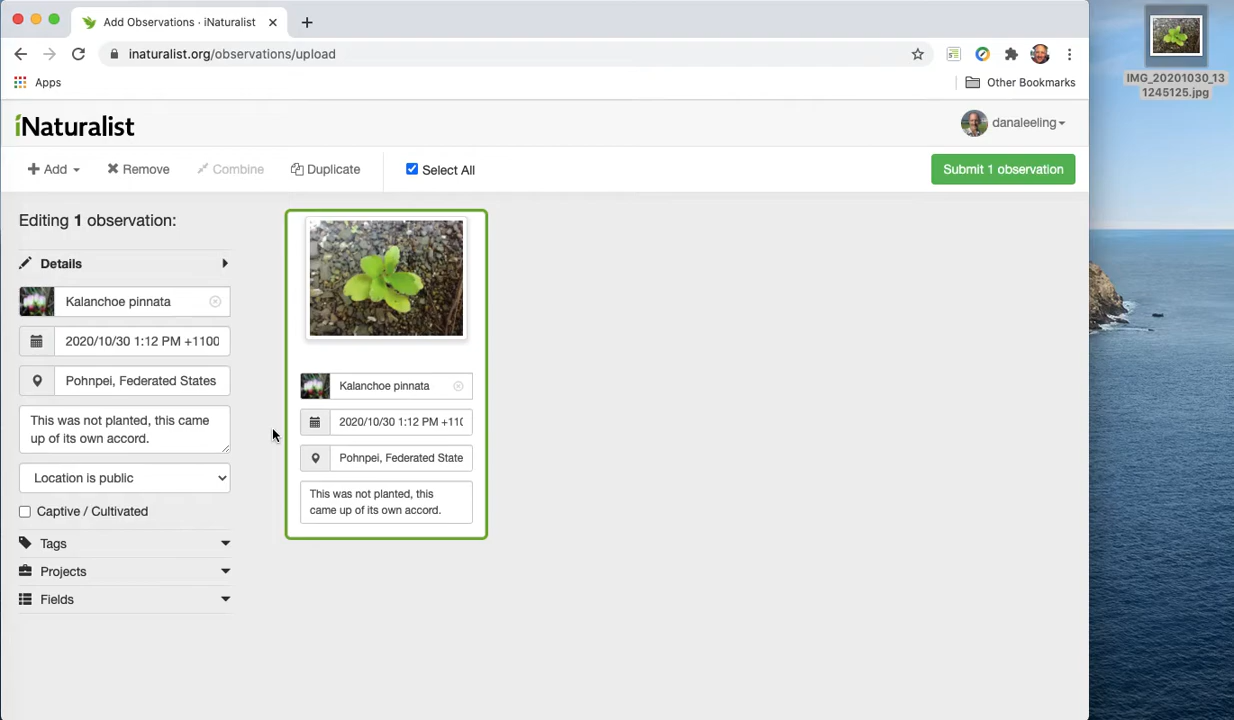 Add Observations · iNaturalist
inaturalist.org/observations/upload
Apps
Other Bookmarks
iNaturalist
danaleeling
Add
Remove
Combine
Duplicate
Select All
Submit 1 observation
Editing 1 observation:
Details
Kalanchoe pinnata
2020/10/30 1:12 PM +1100
Pohnpei, Federated States
This was not planted, this came
up of its own accord.
Location is public
Captive / Cultivated
Tags
Projects
Fields
Kalanchoe pinnata
2020/10/30 1:12 PM +110
Pohnpei, Federated State
This was not planted, this
came up of its own accord.
IMG_20201030_13
1245125.jpg